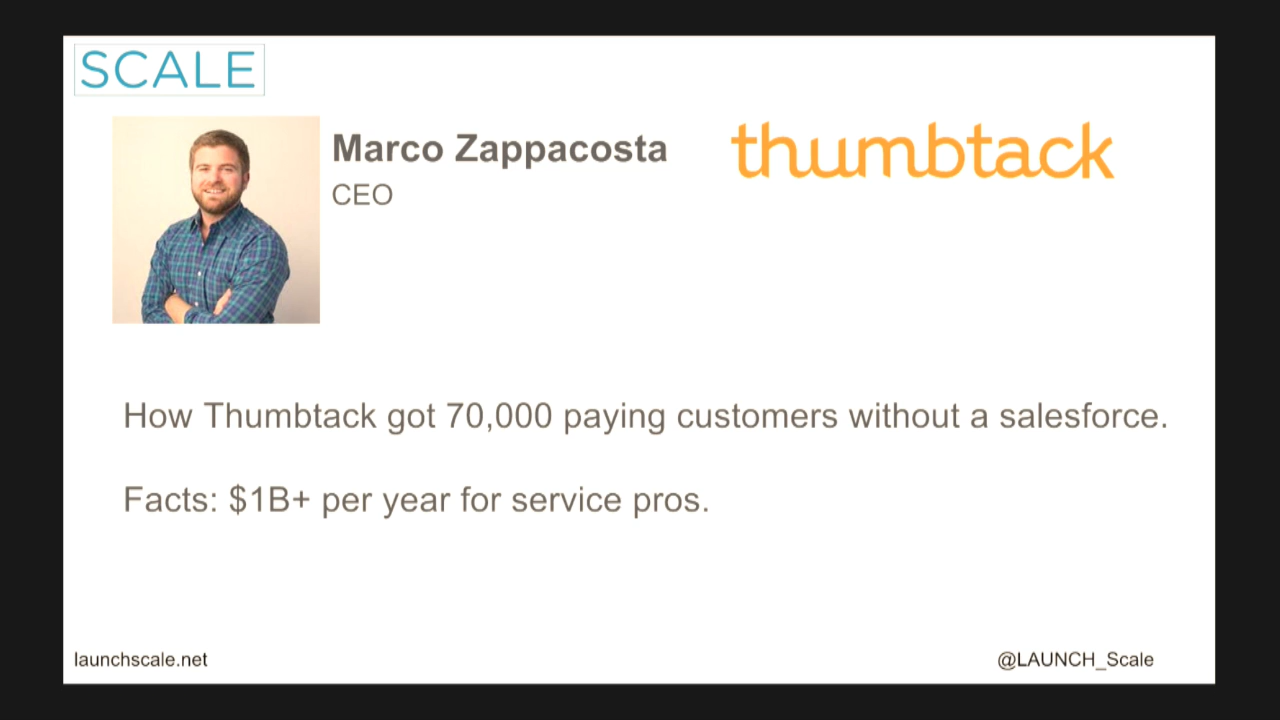 SCALE
Marco Zappacosta
thumbtack
CEO
How Thumbtack got 70,000 paying customers without a salesforce.
Facts: $1B+ per year for service pros.
launchscale.net
@LAUNCH_Scale